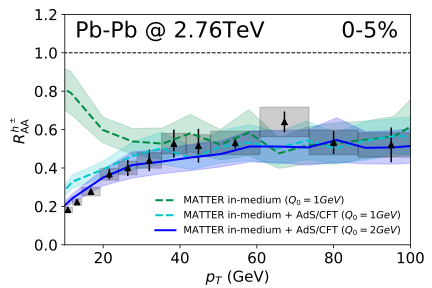 Pb-Pb @ 2.76TeV 0-5%
1.2
1.0
0.8
0.6
0.4
0.2
0.0
R_{AA}^{h^±}
MATTER in-medium (Q₀ = 1GeV)
MATTER in-medium + AdS/CFT (Q₀ = 1GeV)
MATTER in-medium + AdS/CFT (Q₀ = 2GeV)
20 40 60 80 100
p_T (GeV)